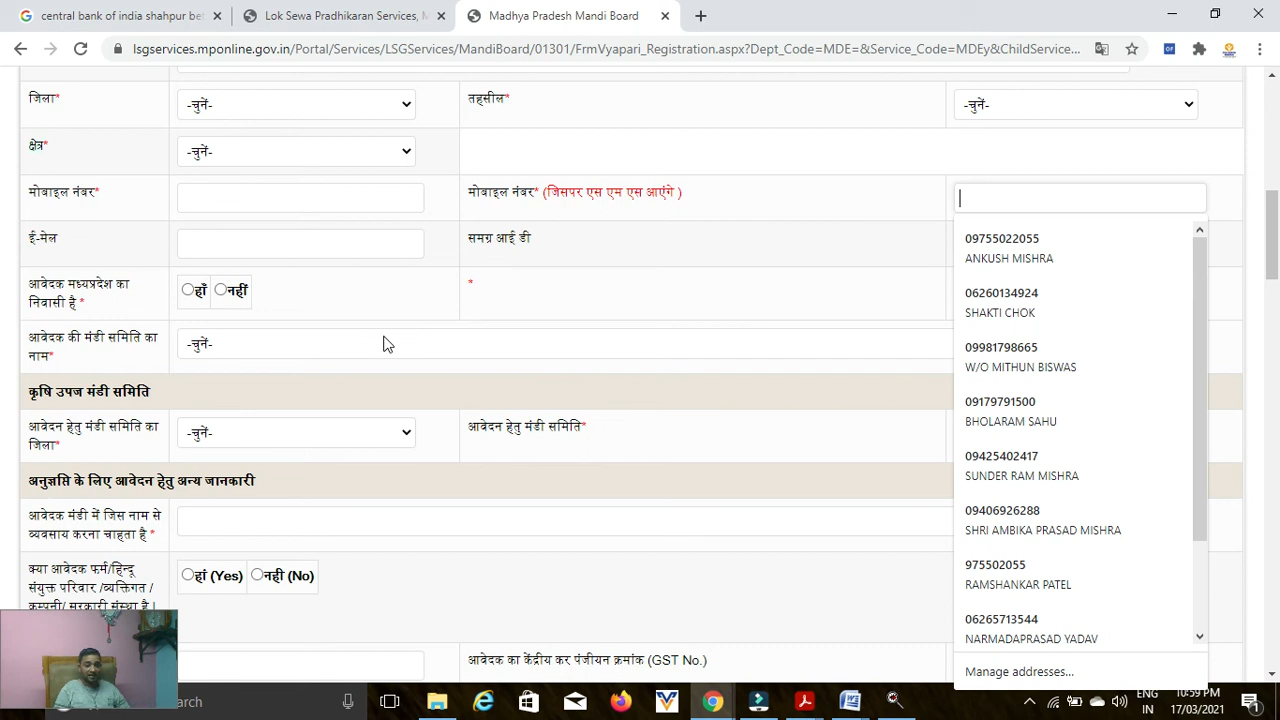 central bank of india shahpur bet
Lok Sewa Pradhikaran Services, M
Madhya Pradesh Mandi Board
lsgservices.mponline.gov.in/Portal/Services/LSGServices/MandiBoard/01301/FrmVyapari_Registration.aspx?Dept_Code=MDE=&Service_Code=MDEy&ChildService...
जिला* -चुनें- तहसील* -चुनें-
क्षेत्र* -चुनें-
मोबाइल नंबर* मोबाइल नंबर* (जिसपर एस एम एस आएंगे )
ई-मेल समग्र आई डी
आवेदक मध्यप्रदेश का
निवासी है * हाँ नहीं *
आवेदक की मंडी समिति का
नाम* -चुनें-
कृषि उपज मंडी समिति
आवेदन हेतु मंडी समिति का
जिला* -चुनें- आवेदन हेतु मंडी समिति*
अनुज्ञप्ति के लिए आवेदन हेतु अन्य जानकारी
आवेदक मंडी में जिस नाम से
व्यवसाय करना चाहता है *
क्या आवेदक फर्म/हिन्दू
संयुक्त परिवार /व्यक्तिगत /
कम्पनी/ सरकारी संस्था है |
हां (Yes) नही (No)
आवेदक का केंद्रीय कर पंजीयन क्रमांक (GST No.)
09755022055
ANKUSH MISHRA
06260134924
SHAKTI CHOK
09981798665
W/O MITHUN BISWAS
09179791500
BHOLARAM SAHU
09425402417
SUNDER RAM MISHRA
09406926288
SHRI AMBIKA PRASAD MISHRA
975502055
RAMSHANKAR PATEL
06265713544
NARMADAPRASAD YADAV
Manage addresses...
earch
ENG
IN
10:59 PM
17/03/2021